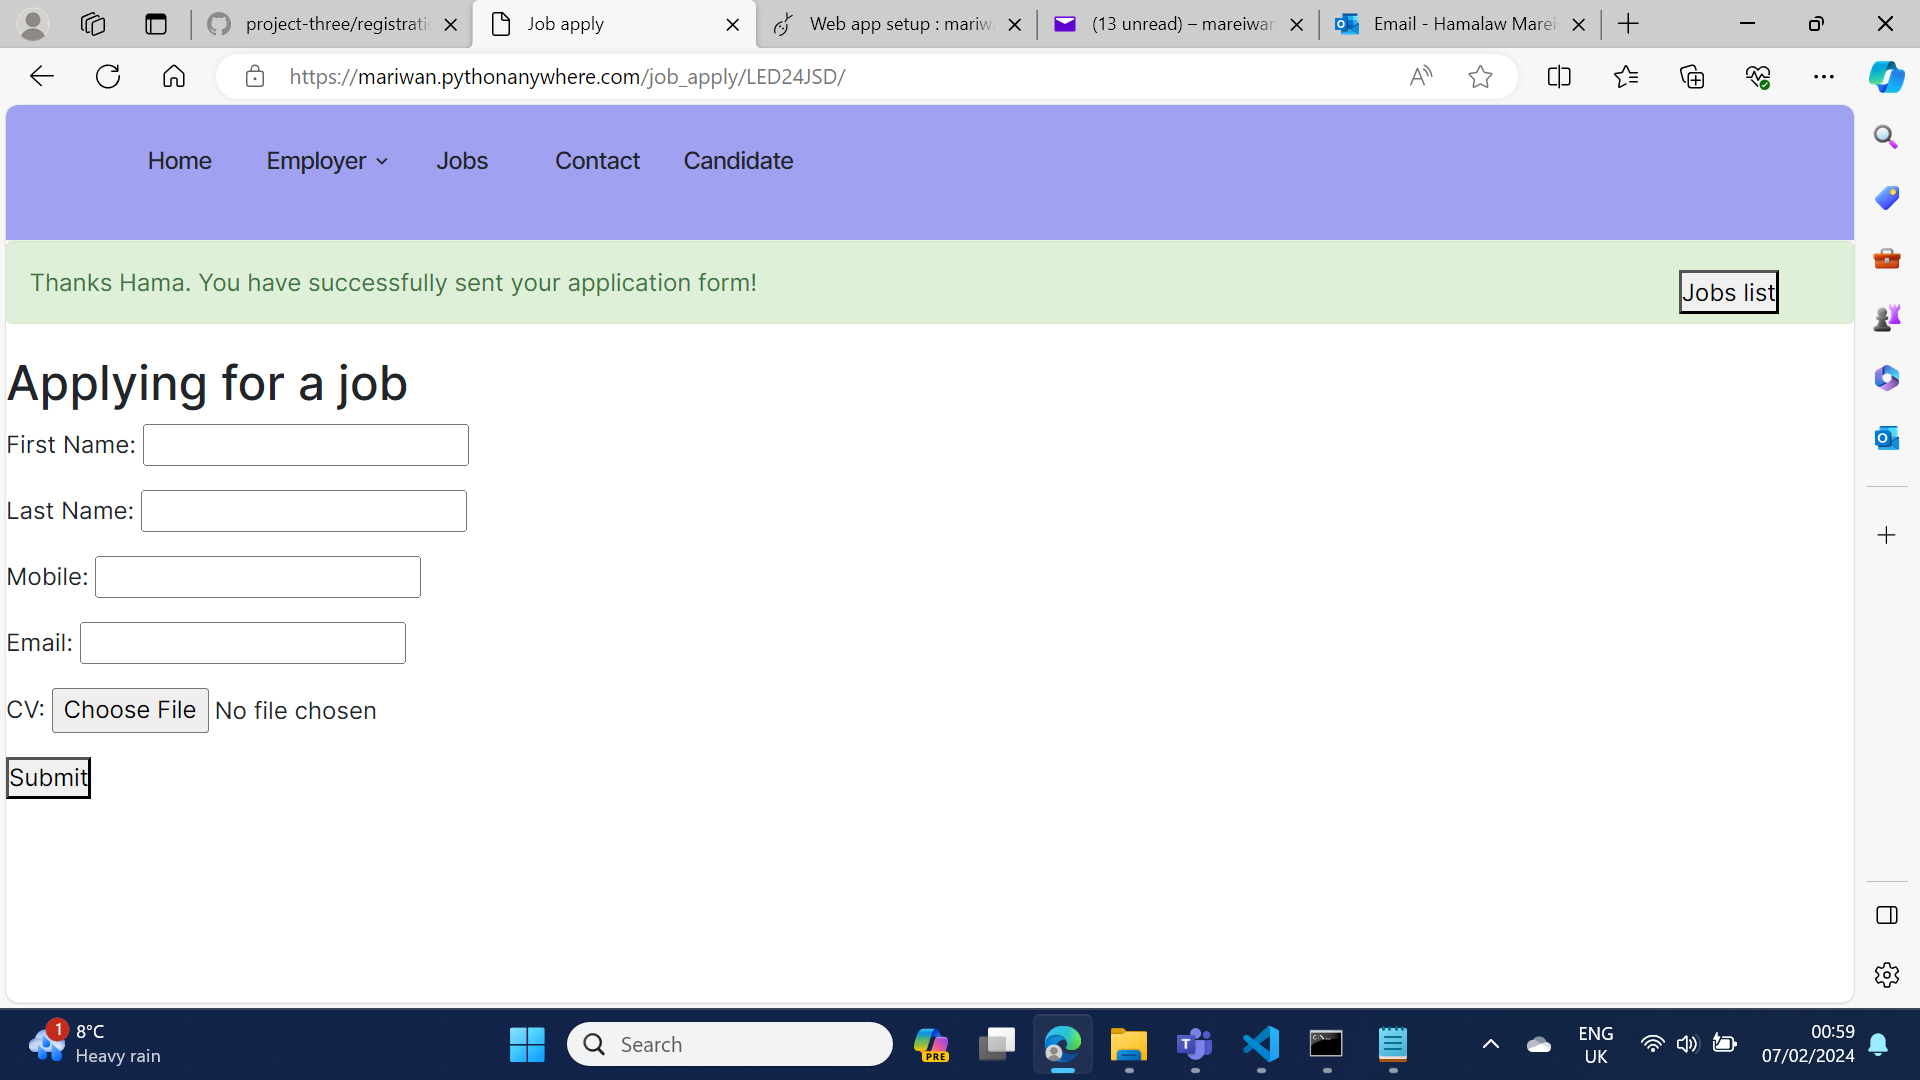 project-three/registrati
Job apply
Web app setup : mariw
(13 unread) – mareiwan
Email - Hamalaw Marei
https://mariwan.pythonanywhere.com/job_apply/LED24JSD/
Home Employer Jobs Contact Candidate
Thanks Hama. You have successfully sent your application form!
Jobs list
Applying for a job
First Name:
Last Name:
Mobile:
Email:
CV: Choose File No file chosen
Submit
1
8°C
Heavy rain
Search
PRE
ENG
UK
00:59
07/02/2024